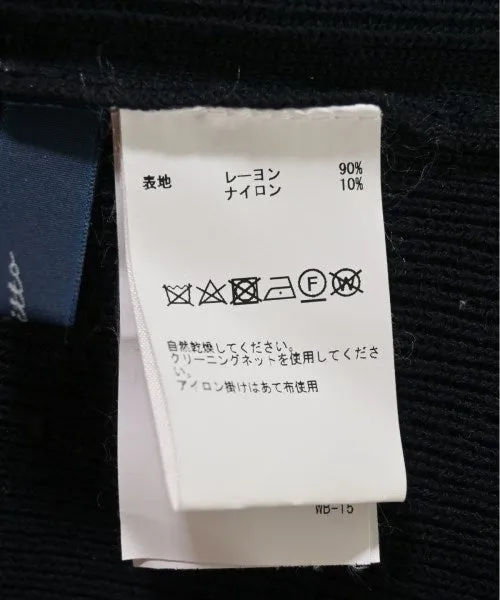 表地 レーヨン 90%
ナイロン 10%
F W
自然乾燥してください。
クリーニングネットを使用してくださ
い。
アイロン掛けはあて布使用
WB-15